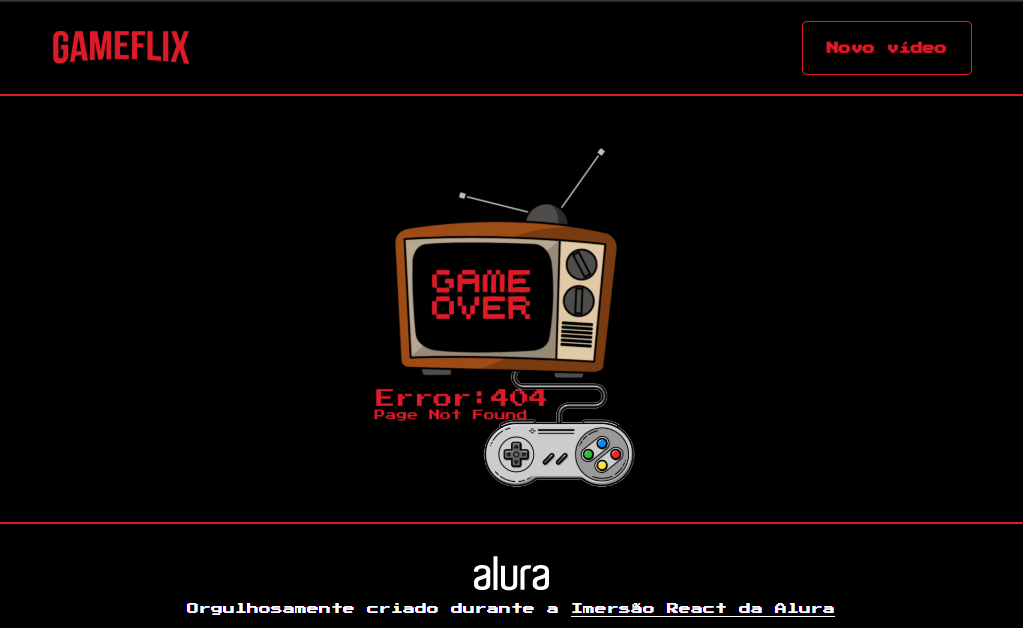 GAMEFLIX
Novo vídeo
GAME
OVER
Error:404
Page Not Found
alura
Orgulhosamente criado durante a Imersão React da Alura